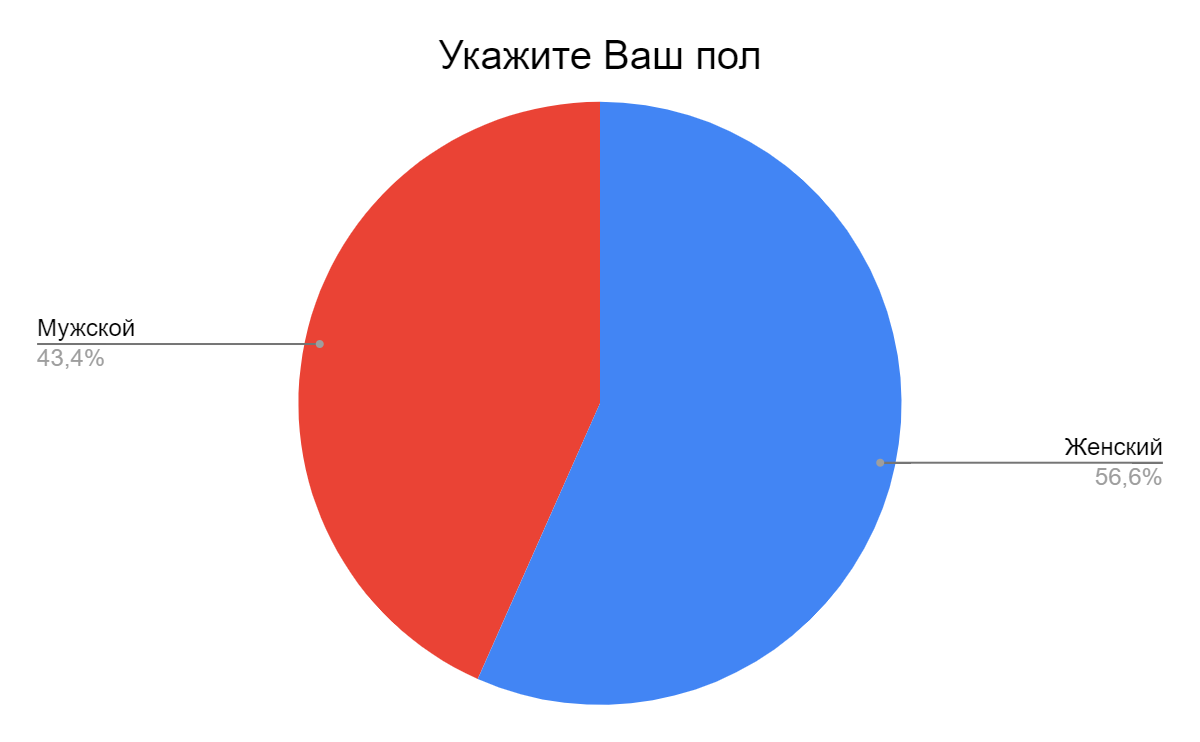 Укажите Ваш пол
Мужской
43,4%
Женский
56,6%